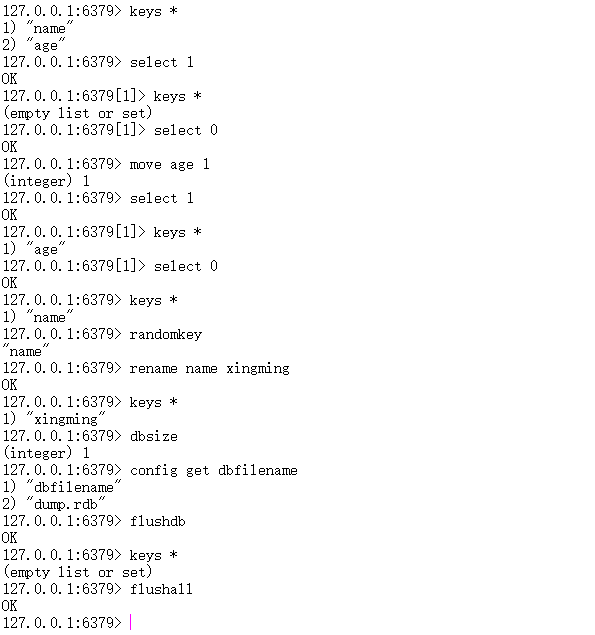 127.0.0.1:6379> keys *
1) "name"
2) "age"
127.0.0.1:6379> select 1
OK
127.0.0.1:6379[1]> keys *
(empty list or set)
127.0.0.1:6379[1]> select 0
OK
127.0.0.1:6379> move age 1
(integer) 1
127.0.0.1:6379> select 1
OK
127.0.0.1:6379[1]> keys *
1) "age"
127.0.0.1:6379[1]> select 0
OK
127.0.0.1:6379> keys *
1) "name"
127.0.0.1:6379> randomkey
"name"
127.0.0.1:6379> rename name xingming
OK
127.0.0.1:6379> keys *
1) "xingming"
127.0.0.1:6379> dbsize
(integer) 1
127.0.0.1:6379> config get dbfilename
1) "dbfilename"
2) "dump.rdb"
127.0.0.1:6379> flushdb
OK
127.0.0.1:6379> keys *
(empty list or set)
127.0.0.1:6379> flushall
OK
127.0.0.1:6379>